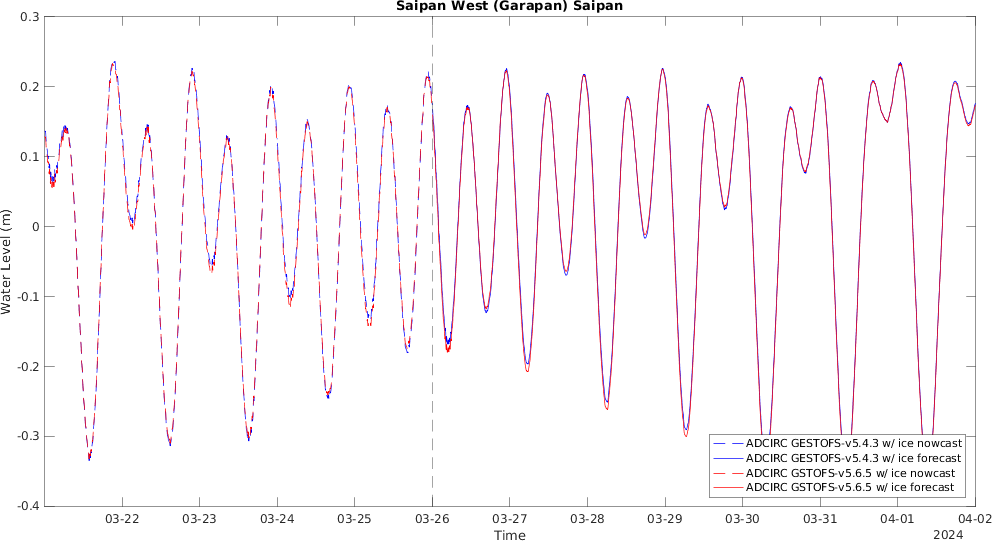 Saipan West (Garapan) Saipan
0.3
0.2
0.1
0
-0.1
-0.2
-0.3
-0.4
Water Level (m)
ADCIRC GESTOFS-v5.4.3 w/ ice nowcast
ADCIRC GESTOFS-v5.4.3 w/ ice forecast
ADCIRC GSTOFS-v5.6.5 w/ ice nowcast
ADCIRC GSTOFS-v5.6.5 w/ ice forecast
03-22 03-23 03-24 03-25 03-26 03-27 03-28 03-29 03-30 03-31 04-01 04-02
Time
2024